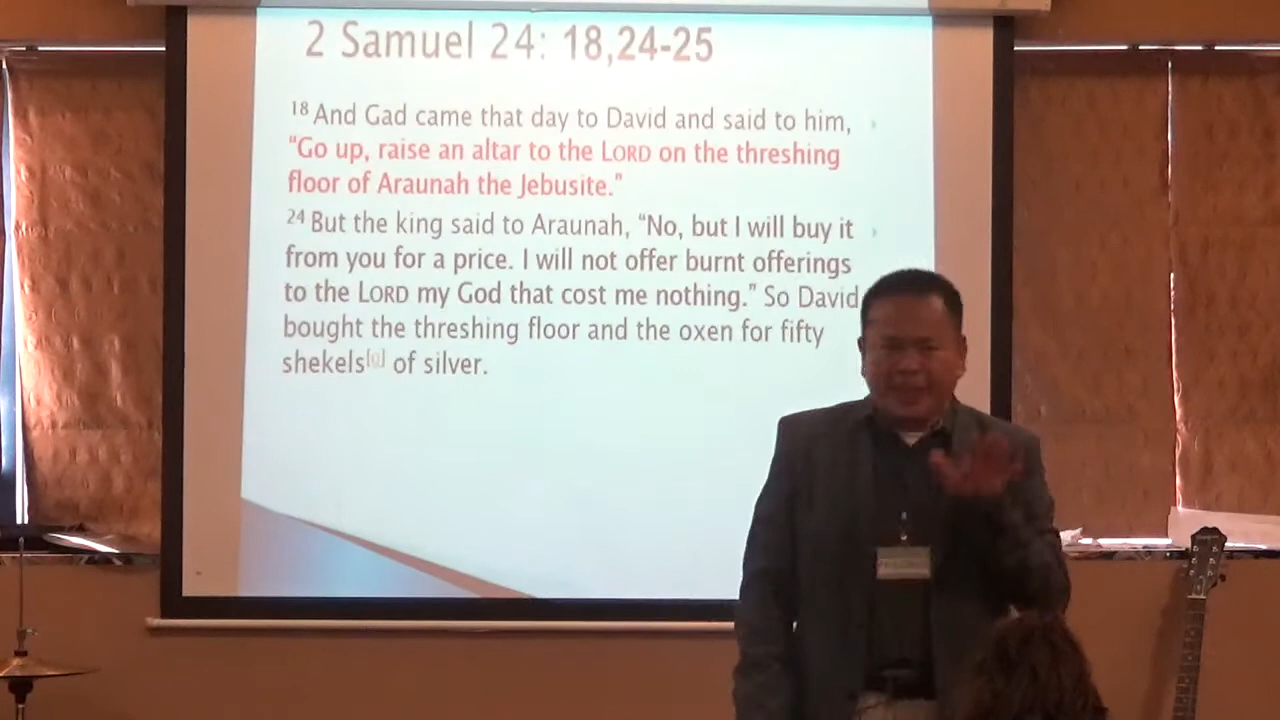 2 Samuel 24: 18,24-25
18 And Gad came that day to David and said to him,
"Go up, raise an altar to the LORD on the threshing
floor of Araunah the Jebusite."
24 But the king said to Araunah, "No, but I will buy it
from you for a price. I will not offer burnt offerings
to the LORD my God that cost me nothing." So David
bought the threshing floor and the oxen for fifty
shekels of silver.